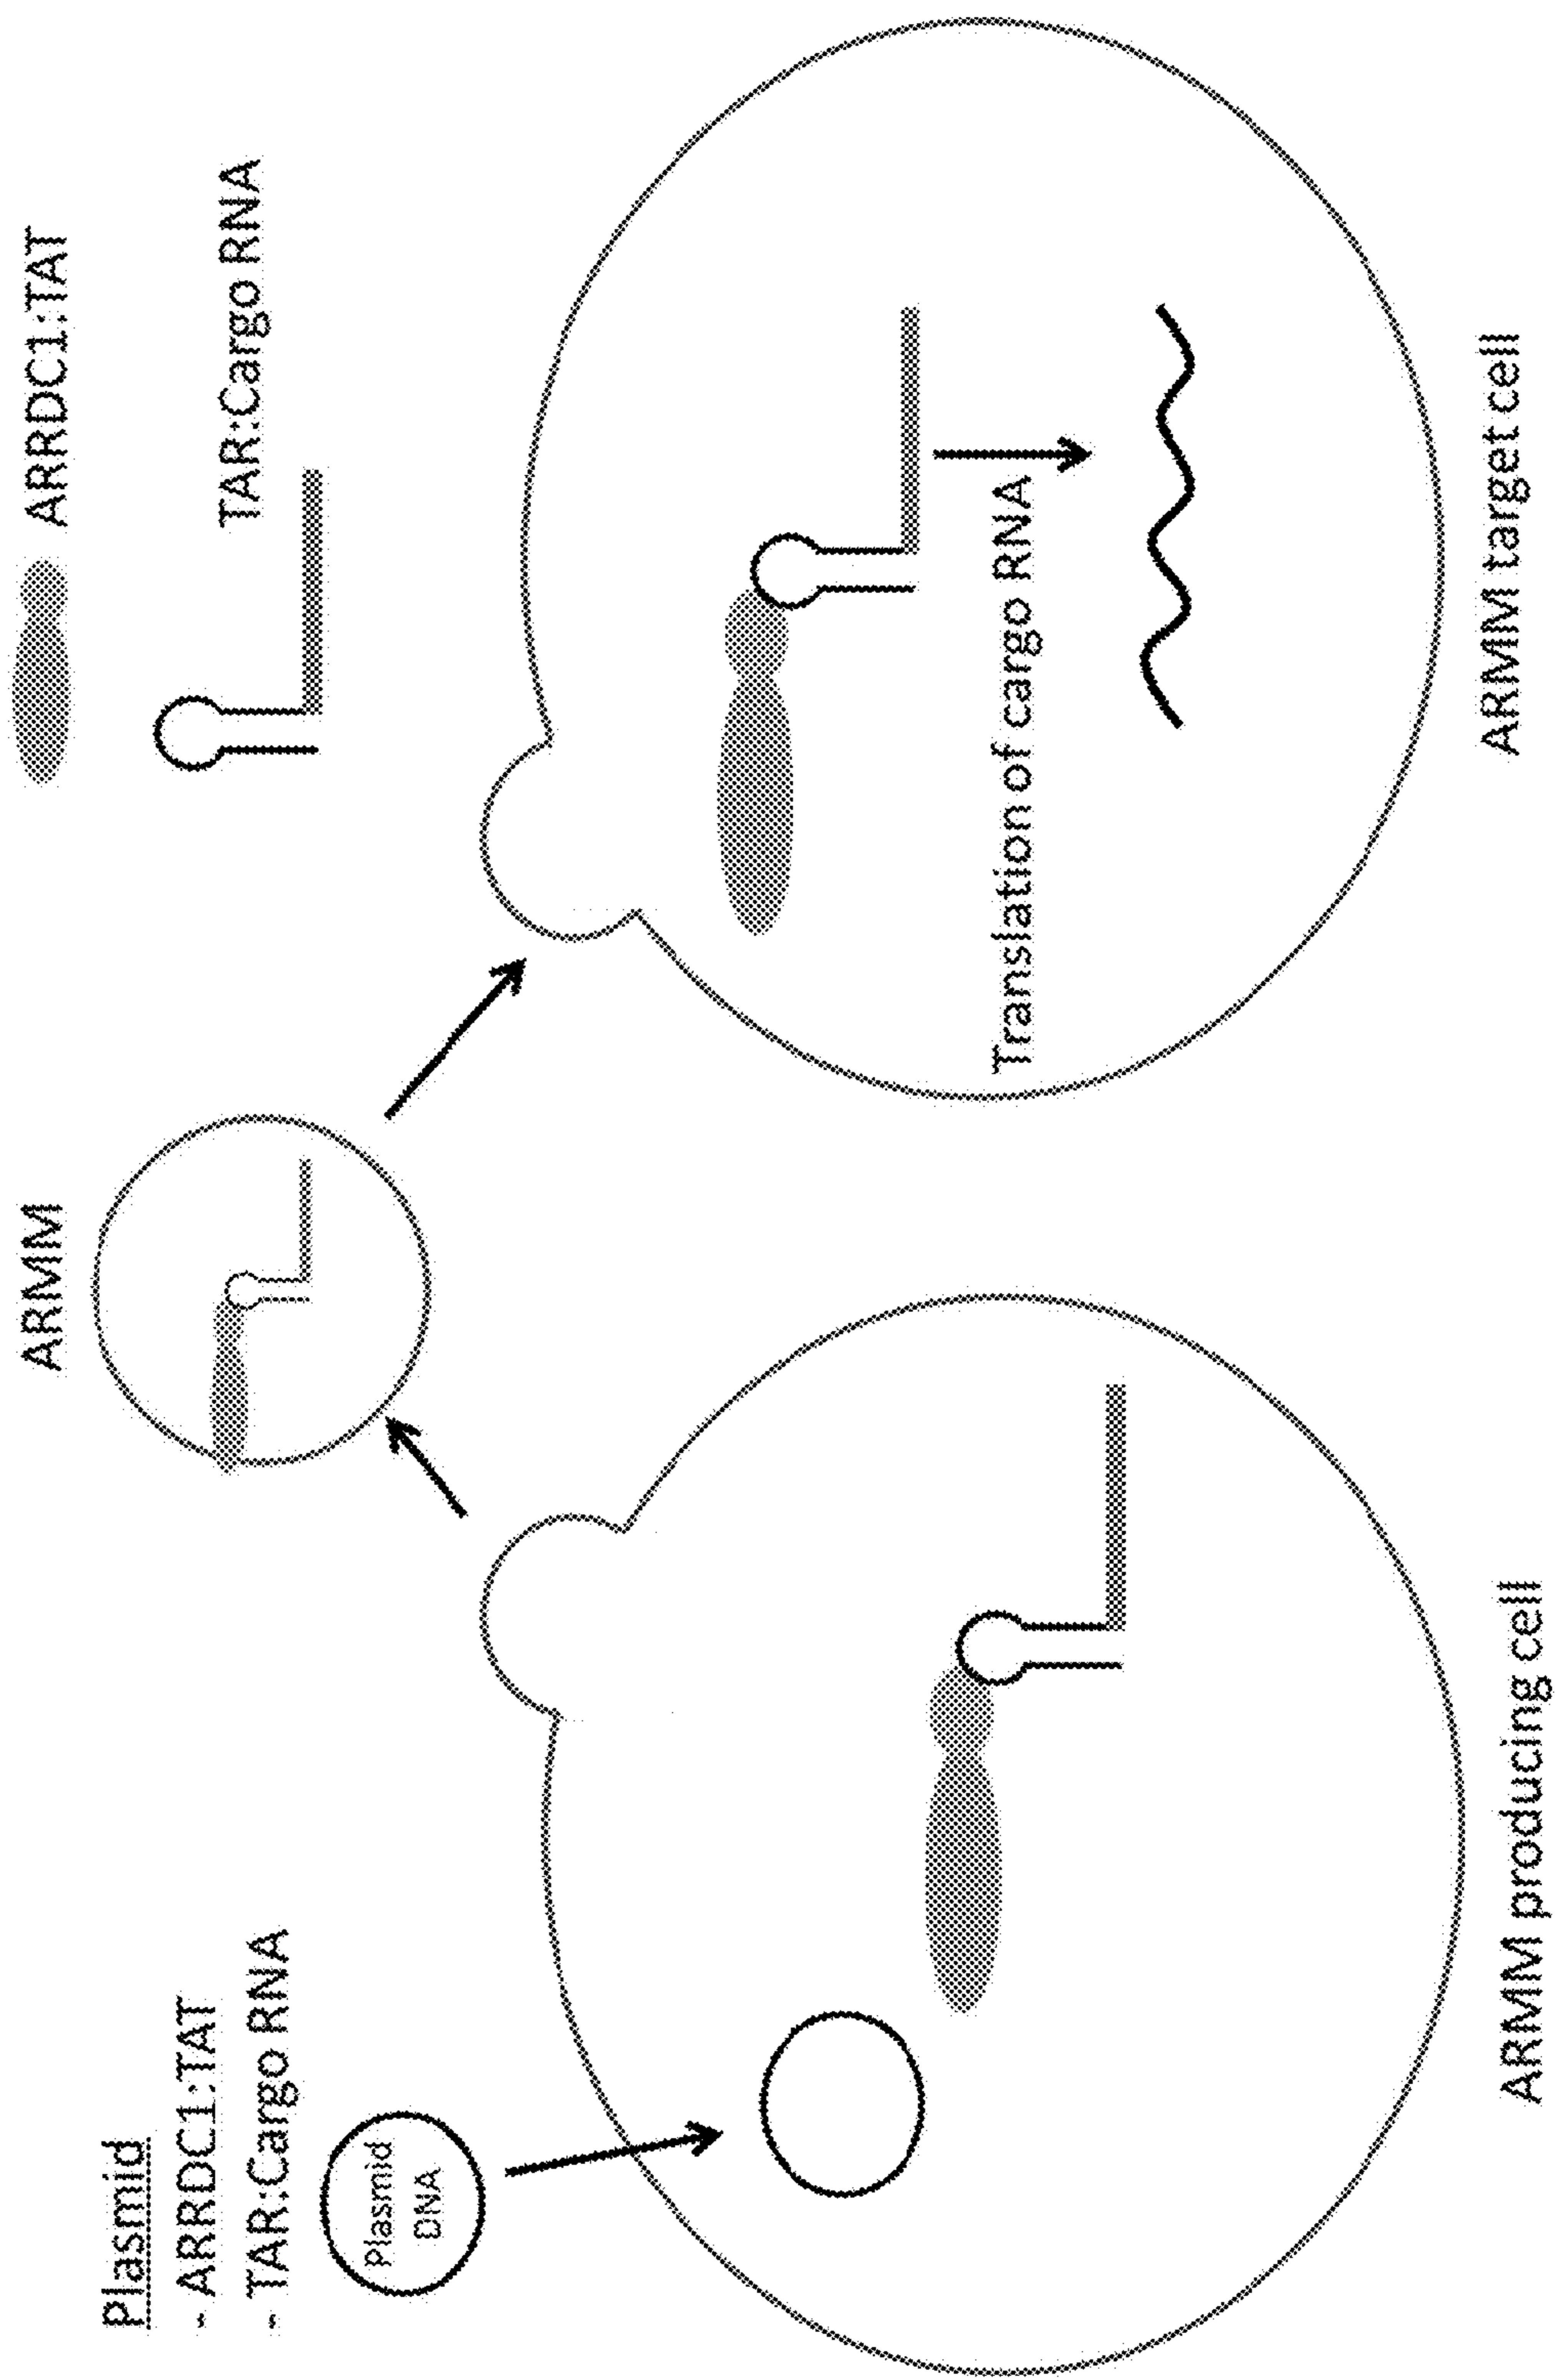 Plasmid
- ARRDC1:TAT
- TAR:Cargo RNA
Plasmid
DNA
ARMM producing cell
ARMM
ARRDC1:TAT
TAR:Cargo RNA
Translation of cargo RNA
ARMM target cell